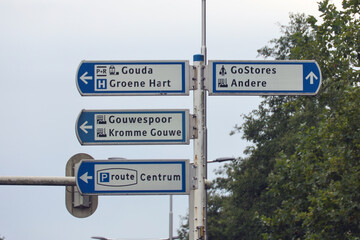 P+R Gouda
H Groene Hart
GoStores
Andere
Gouwespoor
Kromme Gouwe
P route Centrum